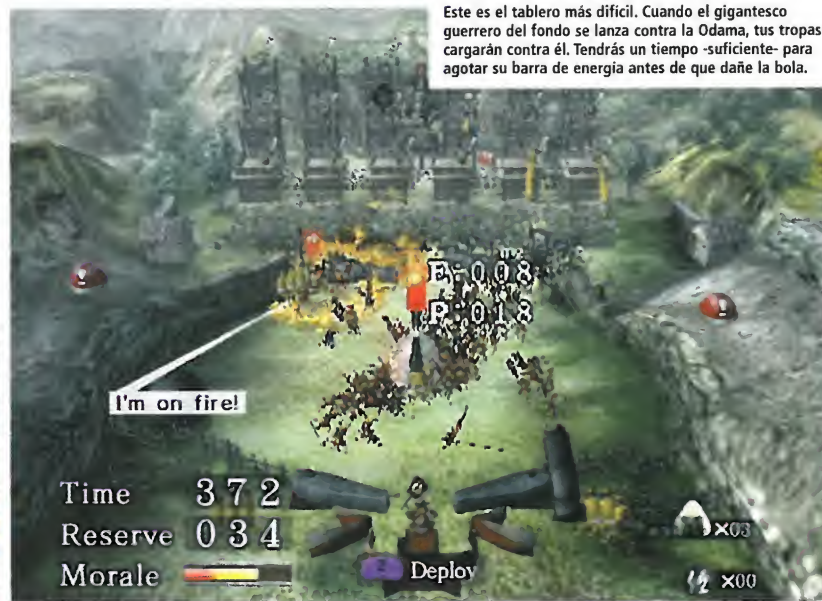 Este es el tablero más difícil. Cuando el gigantesco
guerrero del fondo se lanza contra la Odama, tus tropas
cargarán contra él. Tendrás un tiempo -suficiente- para
agotar su barra de energía antes de que dañe la bola.
E:008
P:018
I'm on fire!
Time 372
Reserve 034
Morale
Z Deploy
×03
×00